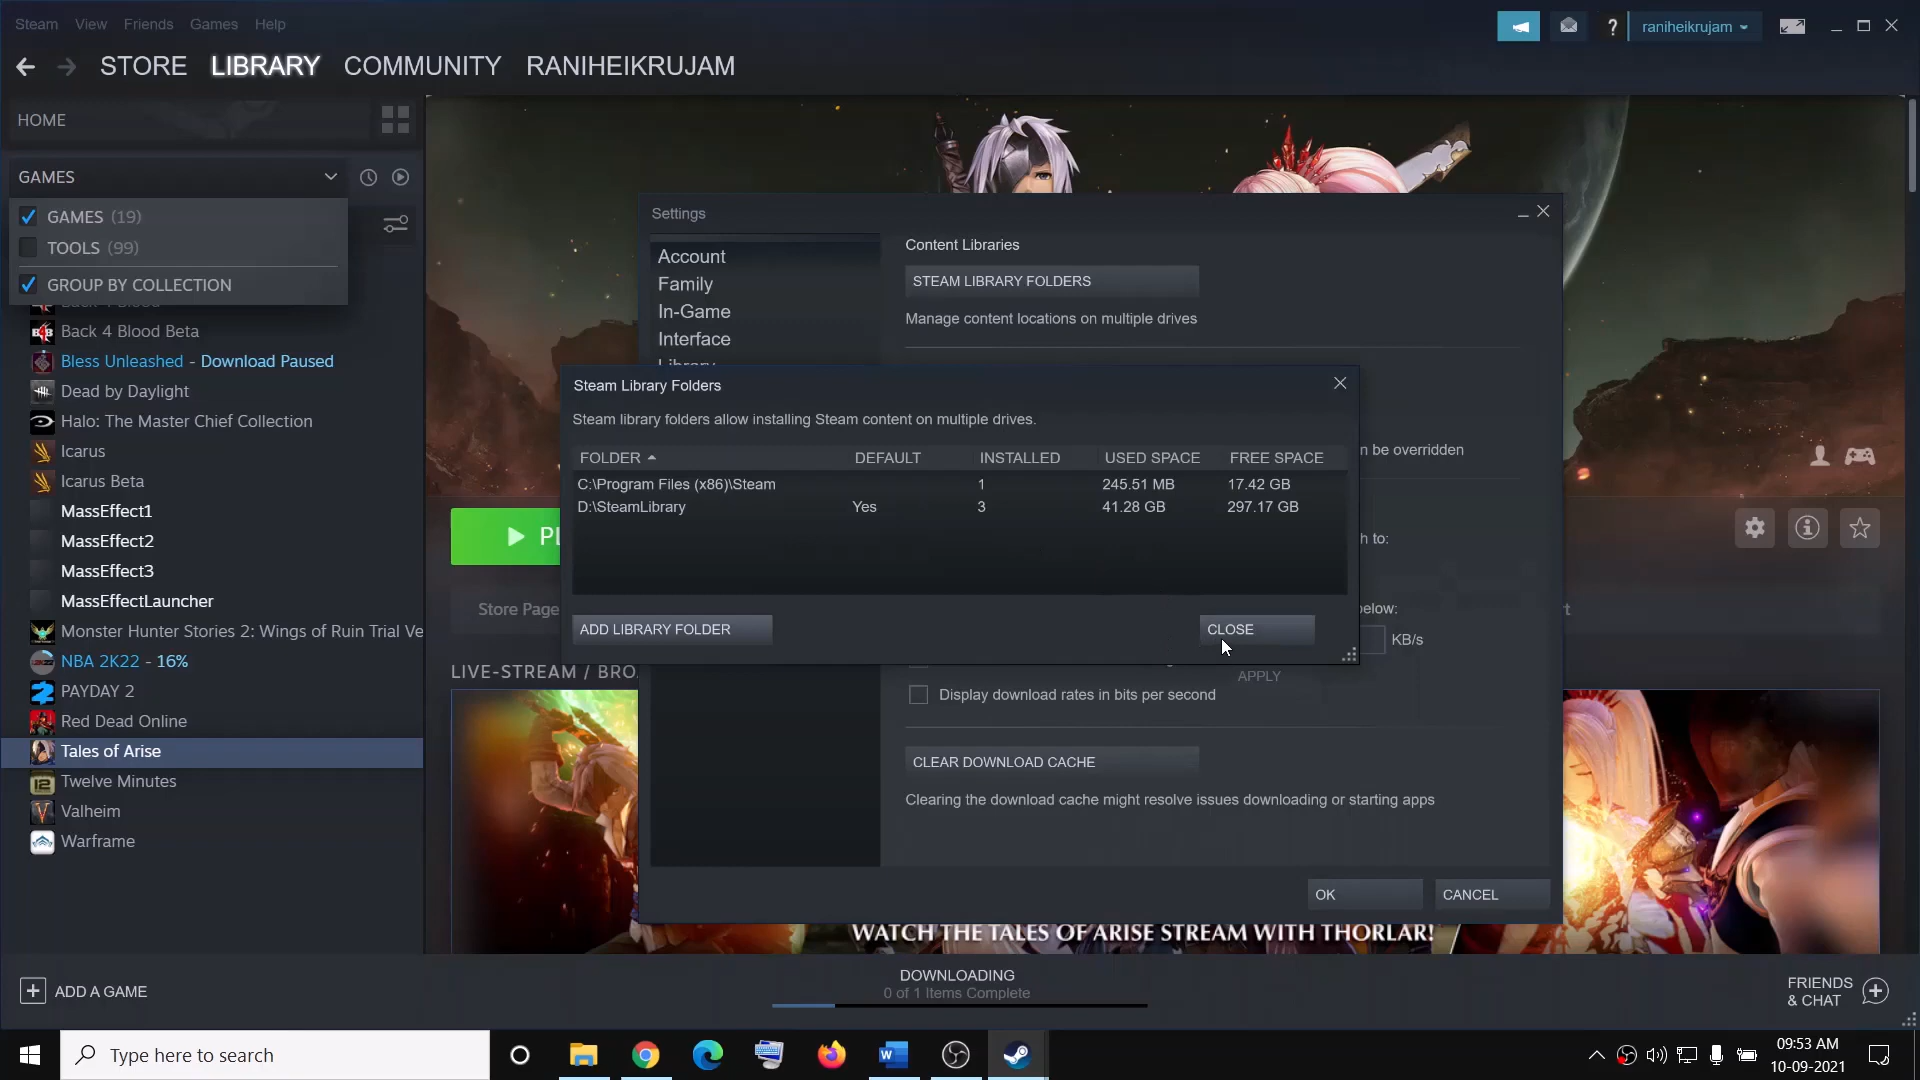 Steam View Friends Games Help
raniheikrujam
STORE LIBRARY COMMUNITY RANIHEIKRUJAM
HOME
GAMES
GAMES (19)
TOOLS (99)
GROUP BY COLLECTION
Back 4 Blood
Back 4 Blood Beta
Bless Unleashed - Download Paused
Dead by Daylight
Halo: The Master Chief Collection
Icarus
Icarus Beta
MassEffect1
MassEffect2
MassEffect3
MassEffectLauncher
Monster Hunter Stories 2: Wings of Ruin Trial Ve
NBA 2K22 - 16%
PAYDAY 2
Red Dead Online
Tales of Arise
Twelve Minutes
Valheim
Warframe
Settings
Account
Family
In-Game
Interface
Library
Content Libraries
STEAM LIBRARY FOLDERS
Manage content locations on multiple drives
n be overridden
h to:
below:
KB/s
Steam Library Folders
Steam library folders allow installing Steam content on multiple drives.
FOLDER DEFAULT INSTALLED USED SPACE FREE SPACE
C:\Program Files (x86)\Steam 1 245.51 MB 17.42 GB
D:\SteamLibrary Yes 3 41.28 GB 297.17 GB
ADD LIBRARY FOLDER
CLOSE
PL
Store Page
LIVE-STREAM / BRO
APPLY
Display download rates in bits per second
CLEAR DOWNLOAD CACHE
Clearing the download cache might resolve issues downloading or starting apps
OK
CANCEL
WATCH THE TALES OF ARISE STREAM WITH THORLAR!
ADD A GAME
DOWNLOADING
0 of 1 Items Complete
FRIENDS
& CHAT
Type here to search
09:53 AM
10-09-2021